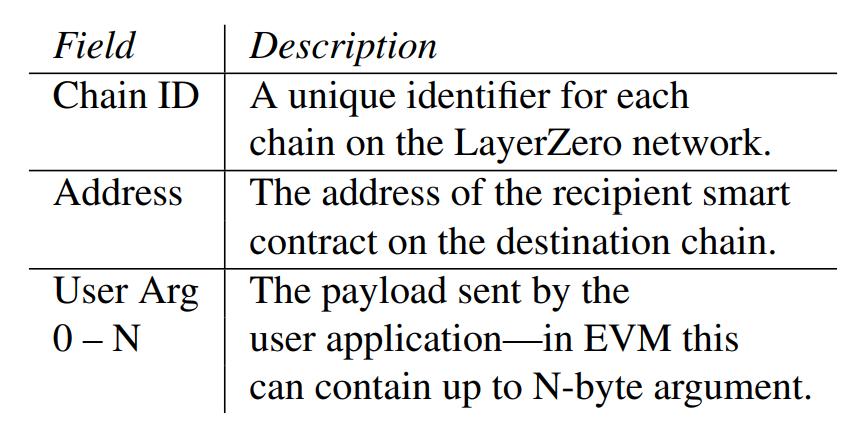 Field Description
Chain ID A unique identifier for each
chain on the LayerZero network.
Address The address of the recipient smart
contract on the destination chain.
User Arg The payload sent by the
0 – N user application—in EVM this
can contain up to N-byte argument.